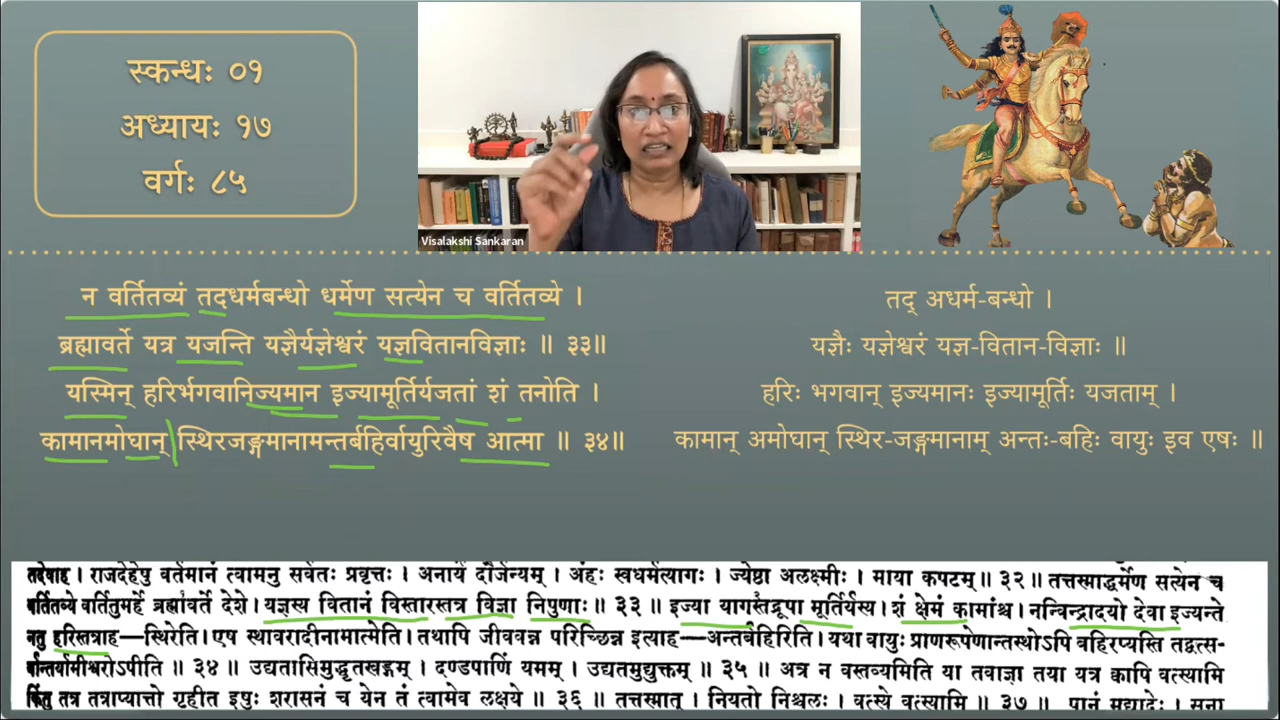 स्कन्धः ०१
अध्यायः १७
वर्गः ८५
Visalakshi Sankaran
न वर्तितव्यं तदधर्मबन्धो धर्मेण सत्येन च वर्तितव्ये ।
ब्रह्मावर्ते यत्र यजन्ति यज्ञैर्यज्ञेश्वरं यज्ञवितानविज्ञाः ॥ ३३॥
यस्मिन् हरिर्भगवानिज्यमान इज्यामूर्तिर्यजतां शं तनोति ।
कामानमोघान् स्थिरजङ्गमानामन्तर्बहिर्वायुरिवैष आत्मा ॥ ३४॥
तद् अधर्म-बन्धो ।
यज्ञैः यज्ञेश्वरं यज्ञ-वितान-विज्ञाः ॥
हरिः भगवान् इज्यमानः इज्यामूर्तिः यजताम् ।
कामान् अमोघान् स्थिर-जङ्गमानाम् अन्तः-बहिः वायुः इव एषः ॥
तदेवाह । राजदेहेषु वर्तमानं त्वामनु सर्वतः प्रवृत्तः । अनार्यं दौर्जन्यम् । अंहः स्वधर्मत्यागः । ज्येष्ठा अलक्ष्मीः । माया कपटम् ॥ ३२ ॥ तत्तस्माद्धर्मेण सत्येन च
वर्तितव्ये वर्तितुमर्हे ब्रह्मावर्ते देशे । यज्ञस्य वितानं विस्तारस्तत्र विज्ञा निपुणाः ॥ ३३ ॥ इज्या यागस्तद्रूपा मूर्तिर्यस्य । शं क्षेमं कामांश्च । नन्विन्द्रादयो देवा इज्यन्ते
नतु हरिस्तत्राह—स्थिरेति । एष स्थावरादीनामात्मेति । तथापि जीववन्न परिच्छिन्न इत्याह—अन्तर्बहिरिति । यथा वायुः प्राणरूपेणान्तस्थोऽपि बहिरप्यस्ति तद्वत्स-
र्वान्तर्यामीश्वरोऽपीति ॥ ३४ ॥ उद्यतासिमुद्धृतखड्गम् । दण्डपाणिं यमम् । उद्यतमुद्युक्तम् ॥ ३५ ॥ अत्र न वस्तव्यमिति या तवाज्ञा तया यत्र क्वापि वत्स्यामि
किंतु तत्र तत्राप्यात्तो गृहीत इषुः शरासनं च येन तं त्वामेव लक्षये ॥ ३६ ॥ तत्तस्मात् । नियतो निश्चलः । वत्स्ये वत्स्यामि ॥ ३७ ॥ पानं मद्यादेः । सूना